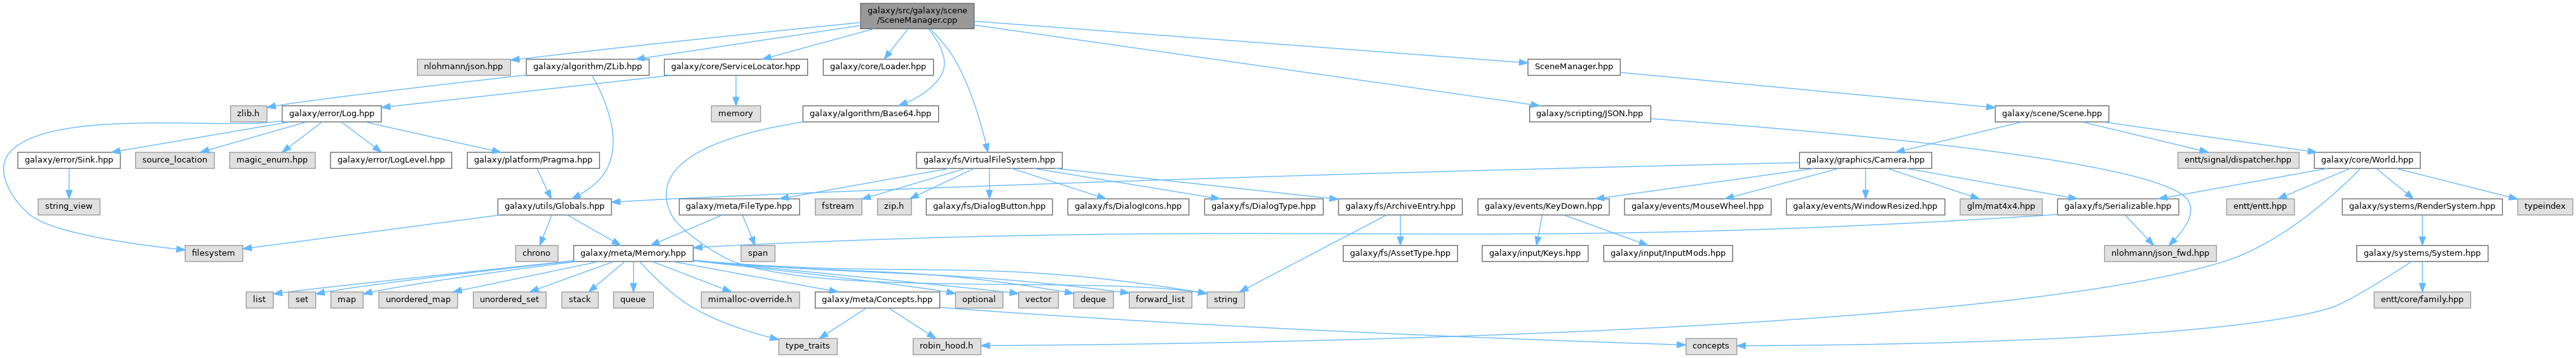 galaxy/src/galaxy/scene
/SceneManager.cpp
nlohmann/json.hpp
galaxy/algorithm/ZLib.hpp
galaxy/core/ServiceLocator.hpp
galaxy/core/Loader.hpp
SceneManager.hpp
zlib.h
galaxy/error/Log.hpp
memory
galaxy/algorithm/Base64.hpp
galaxy/scripting/JSON.hpp
galaxy/scene/Scene.hpp
galaxy/error/Sink.hpp
source_location
magic_enum.hpp
galaxy/error/LogLevel.hpp
galaxy/platform/Pragma.hpp
galaxy/fs/VirtualFileSystem.hpp
galaxy/graphics/Camera.hpp
entt/signal/dispatcher.hpp
galaxy/core/World.hpp
string_view
galaxy/utils/Globals.hpp
galaxy/meta/FileType.hpp
fstream
zip.h
galaxy/fs/DialogButton.hpp
galaxy/fs/DialogIcons.hpp
galaxy/fs/DialogType.hpp
galaxy/fs/ArchiveEntry.hpp
galaxy/events/KeyDown.hpp
galaxy/events/MouseWheel.hpp
galaxy/events/WindowResized.hpp
glm/mat4x4.hpp
galaxy/fs/Serializable.hpp
entt/entt.hpp
galaxy/systems/RenderSystem.hpp
typeindex
filesystem
chrono
galaxy/meta/Memory.hpp
span
galaxy/fs/AssetType.hpp
galaxy/input/Keys.hpp
galaxy/input/InputMods.hpp
nlohmann/json_fwd.hpp
galaxy/systems/System.hpp
list
set
map
unordered_map
unordered_set
stack
queue
mimalloc-override.h
galaxy/meta/Concepts.hpp
optional
vector
deque
forward_list
string
entt/core/family.hpp
type_traits
robin_hood.h
concepts